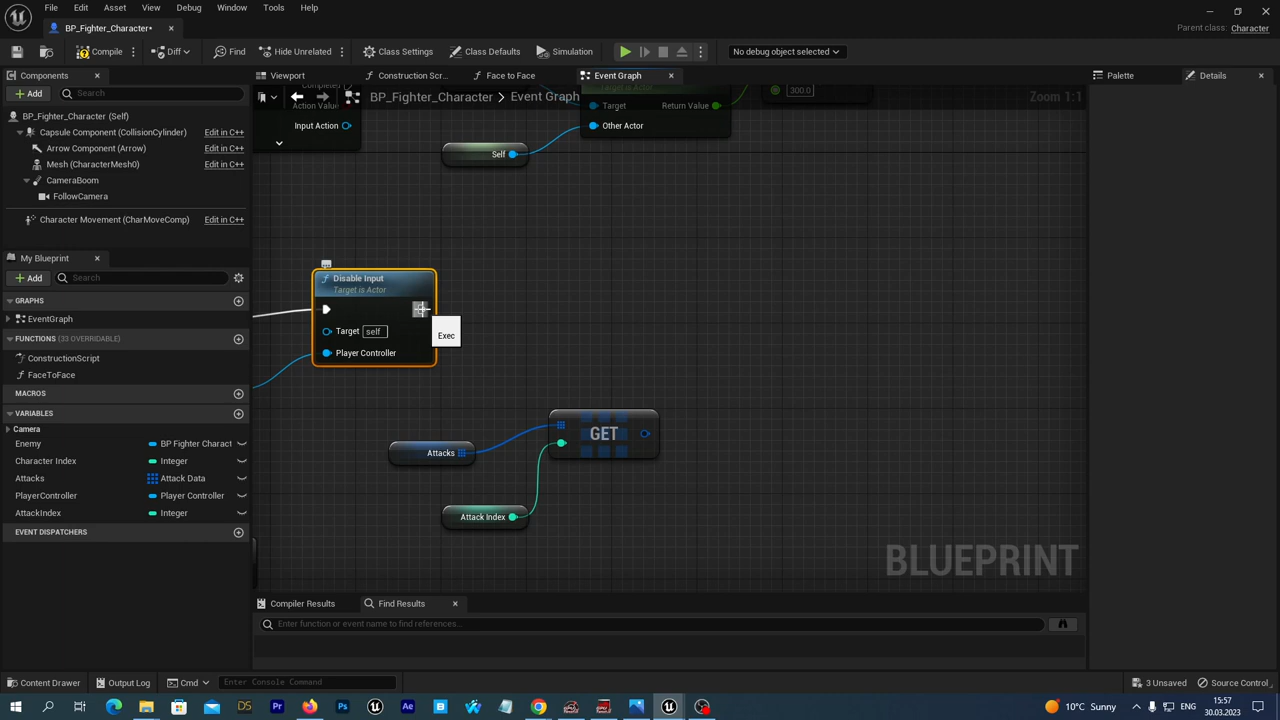 File Edit Asset View Debug Window Tools Help
BP_Fighter_Character*
Parent class: Character
Compile Diff Find Hide Unrelated Class Settings Class Defaults Simulation No debug object selected
Components
Viewport Construction Scr... Face to Face Event Graph
Palette Details
Add Search
BP_Fighter_Character > Event Graph
Zoom 1:1
BP_Fighter_Character (Self)
Capsule Component (CollisionCylinder) Edit in C++
Arrow Component (Arrow) Edit in C++
Mesh (CharacterMesh0) Edit in C++
CameraBoom
FollowCamera
Character Movement (CharMoveComp) Edit in C++
Action Value
Input Action
Self
Target Return Value
Other Actor
300.0
My Blueprint
Add Search
GRAPHS
EventGraph
FUNCTIONS (33 OVERRIDABLE)
ConstructionScript
FaceToFace
MACROS
VARIABLES
Camera
Enemy BP Fighter Charact
Character Index Integer
Attacks Attack Data
PlayerController Player Controller
AttackIndex Integer
EVENT DISPATCHERS
Disable Input
Target is Actor
Target self
Player Controller
Exec
GET
Attacks
Attack Index
BLUEPRINT
Compiler Results Find Results
Enter function or event name to find references...
Content Drawer Output Log Cmd Enter Console Command 3 Unsaved Source Control
10°C Sunny 15:57
30.03.2023